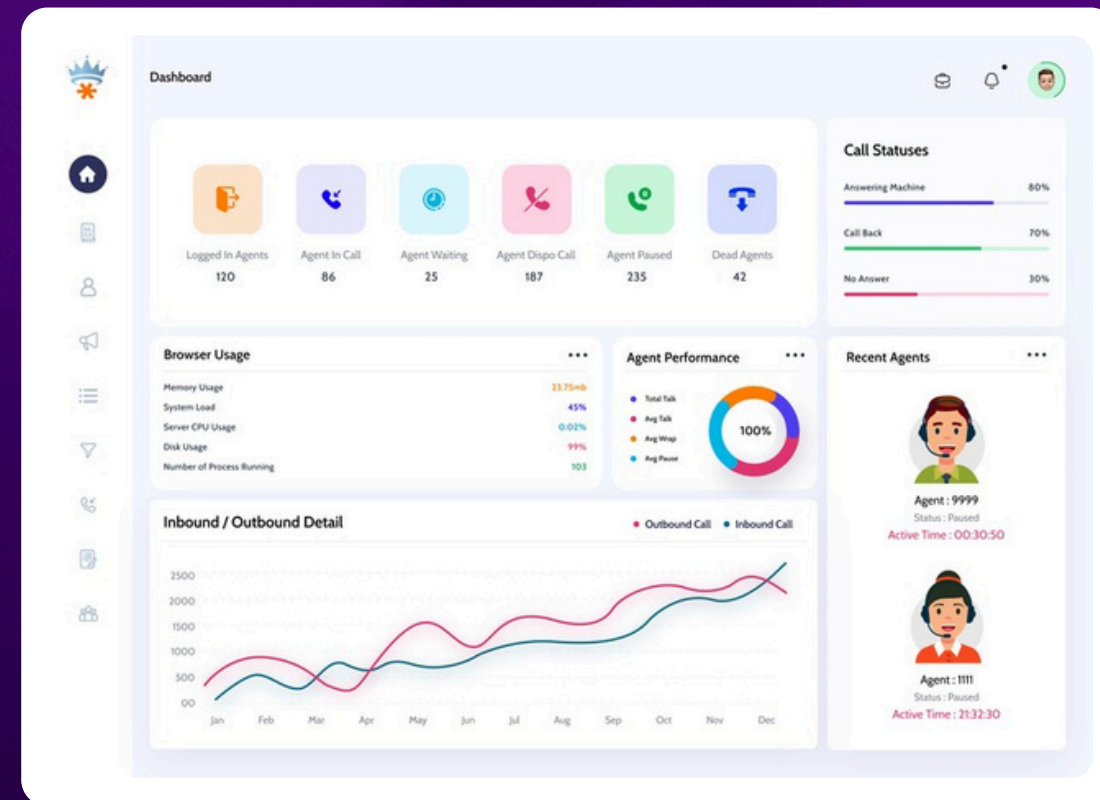 Dashboard
Logged In Agents
120
Agent In Call
86
Agent Waiting
25
Agent Dispo Call
187
Agent Paused
235
Dead Agents
42
Call Statuses
Answering Machine 80%
Call Back 70%
No Answer 30%
Browser Usage
Memory Usage 23.75mb
System Load 45%
Server CPU Usage 0.02%
Disk Usage 99%
Number of Process Running 103
Agent Performance
Total Talk
Avg Talk
Avg Wrap
Avg Pause
100%
Recent Agents
Agent : 9999
Status : Paused
Active Time : 00:30:50
Agent : 1111
Status : Paused
Active Time : 21:32:30
Inbound / Outbound Detail
Outbound Call Inbound Call
2500
2000
1500
1000
500
00
Jan Feb Mar Apr May Jun Jul Aug Sep Oct Nov Dec